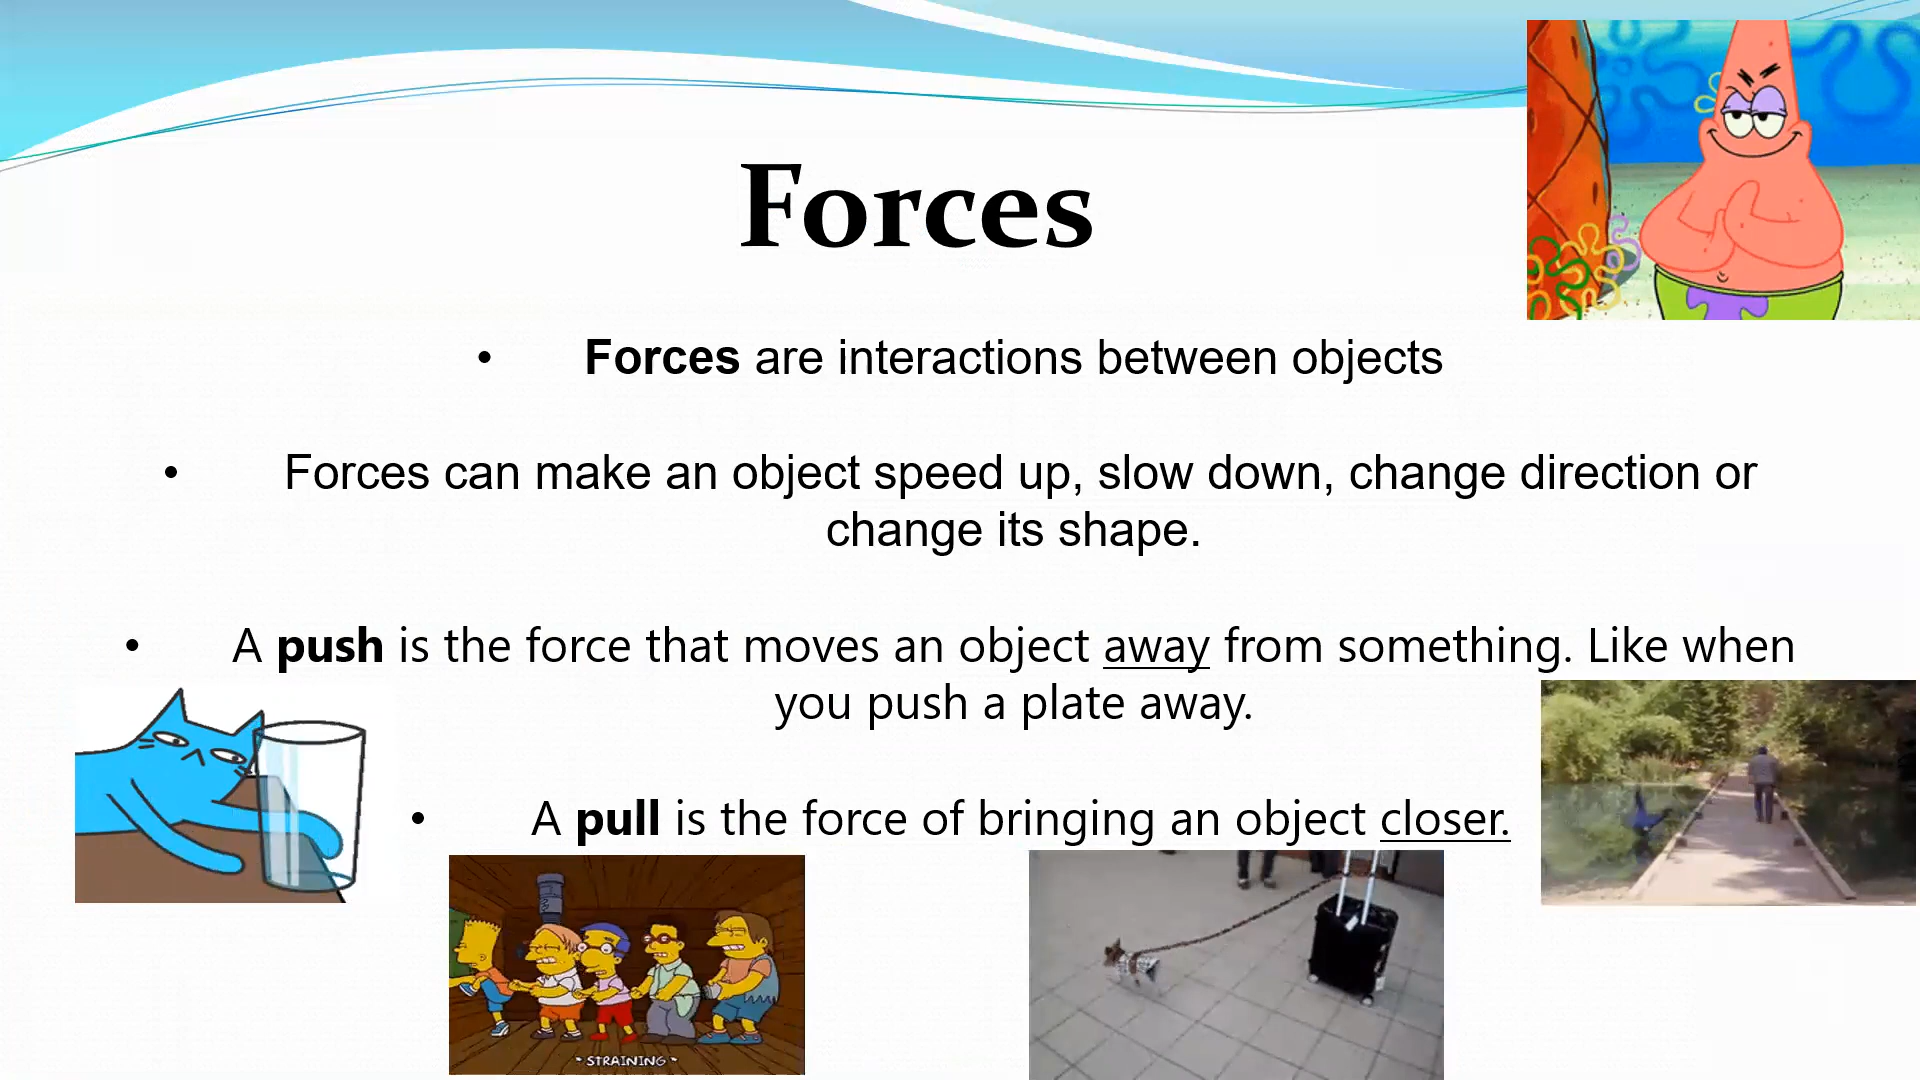 Forces
• Forces are interactions between objects
• Forces can make an object speed up, slow down, change direction or
change its shape.
• A push is the force that moves an object away from something. Like when
you push a plate away.
• A pull is the force of bringing an object closer.
~ STRAINING ~